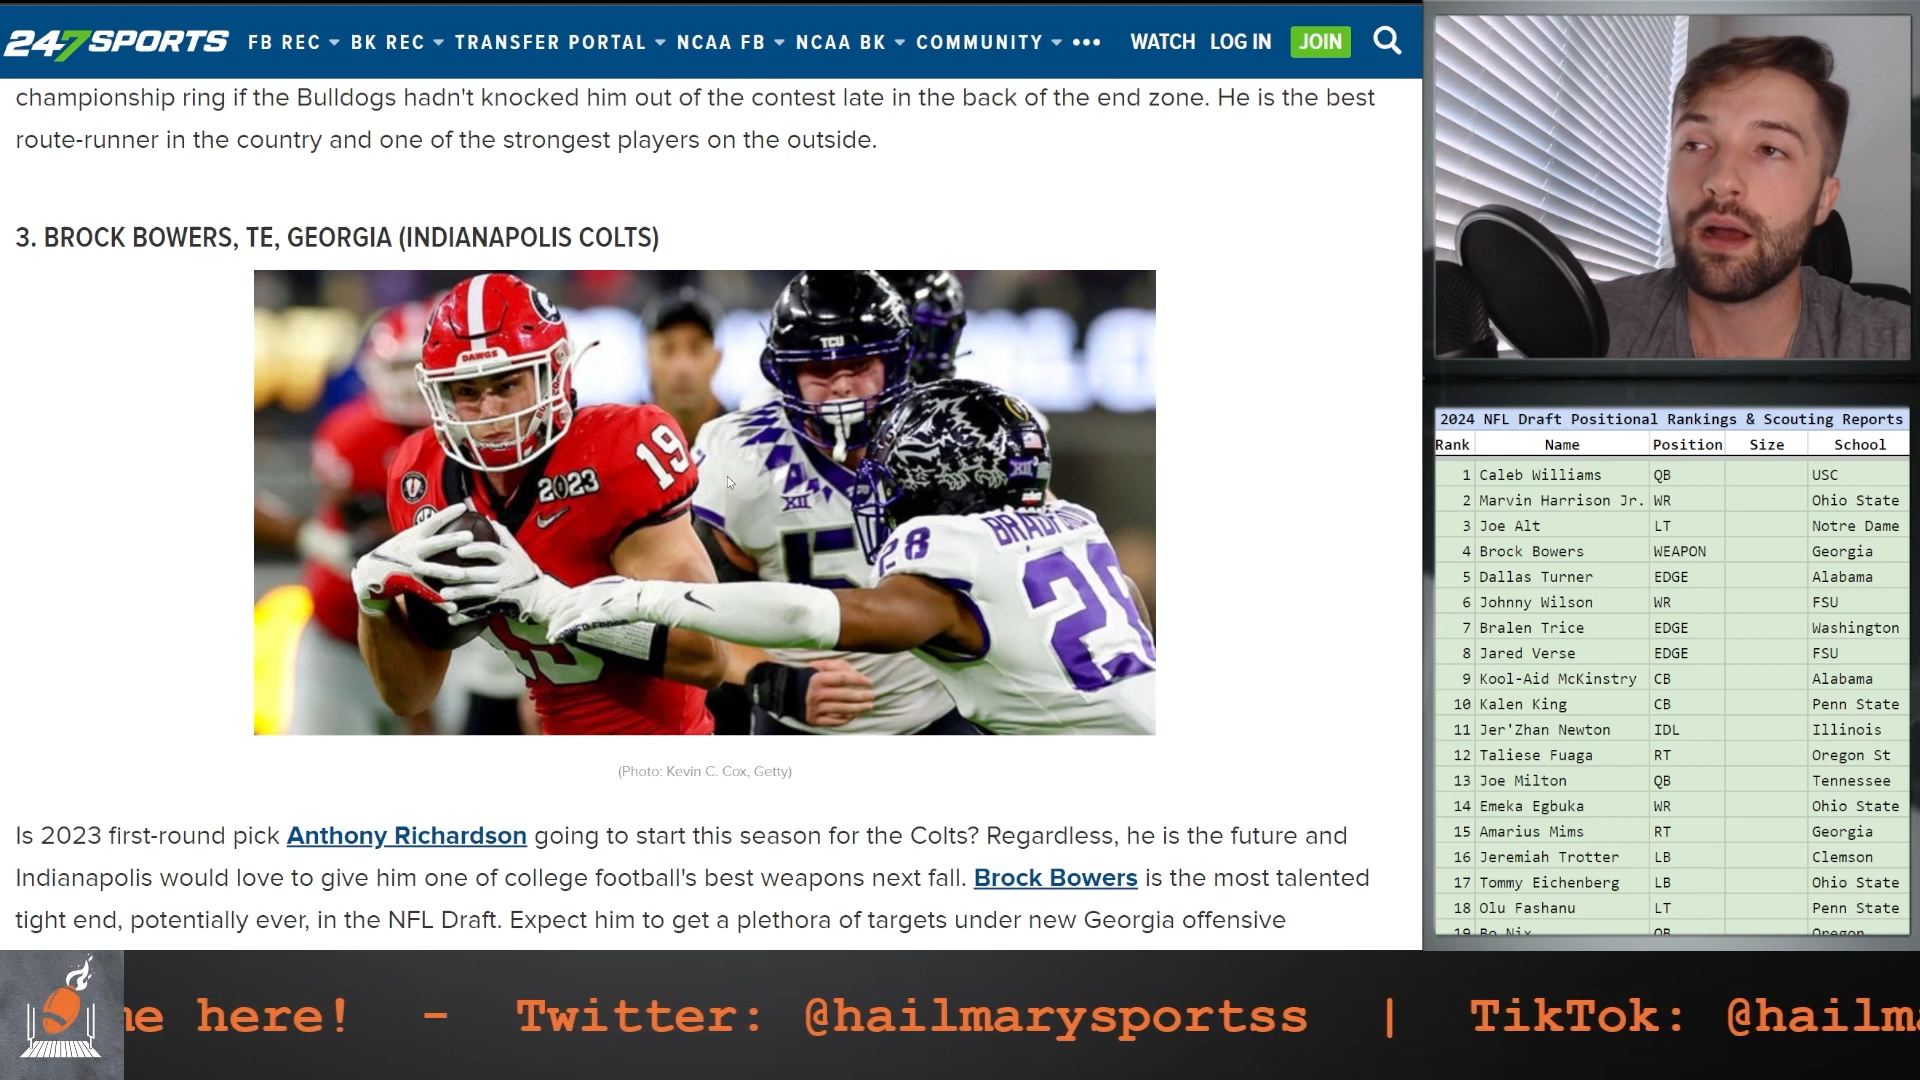 247SPORTS FB REC BK REC TRANSFER PORTAL NCAA FB NCAA BK COMMUNITY ••• WATCH LOG IN JOIN
championship ring if the Bulldogs hadn't knocked him out of the contest late in the back of the end zone. He is the best
route-runner in the country and one of the strongest players on the outside.
3. BROCK BOWERS, TE, GEORGIA (INDIANAPOLIS COLTS)
DAWGS
2023
19
TCU
XII
XII
28
28
(Photo: Kevin C. Cox, Getty)
Is 2023 first-round pick Anthony Richardson going to start this season for the Colts? Regardless, he is the future and
Indianapolis would love to give him one of college football's best weapons next fall. Brock Bowers is the most talented
tight end, potentially ever, in the NFL Draft. Expect him to get a plethora of targets under new Georgia offensive
2024 NFL Draft Positional Rankings & Scouting Reports
Rank Name Position Size School
1 Caleb Williams QB USC
2 Marvin Harrison Jr. WR Ohio State
3 Joe Alt LT Notre Dame
4 Brock Bowers WEAPON Georgia
5 Dallas Turner EDGE Alabama
6 Johnny Wilson WR FSU
7 Bralen Trice EDGE Washington
8 Jared Verse EDGE FSU
9 Kool-Aid McKinstry CB Alabama
10 Kalen King CB Penn State
11 Jer'Zhan Newton IDL Illinois
12 Taliese Fuaga RT Oregon St
13 Joe Milton QB Tennessee
14 Emeka Egbuka WR Ohio State
15 Amarius Mims RT Georgia
16 Jeremiah Trotter LB Clemson
17 Tommy Eichenberg LB Ohio State
18 Olu Fashanu LT Penn State
19 Bo Nix QB Oregon
me here! - Twitter: @hailmarysportss | TikTok: @hailma